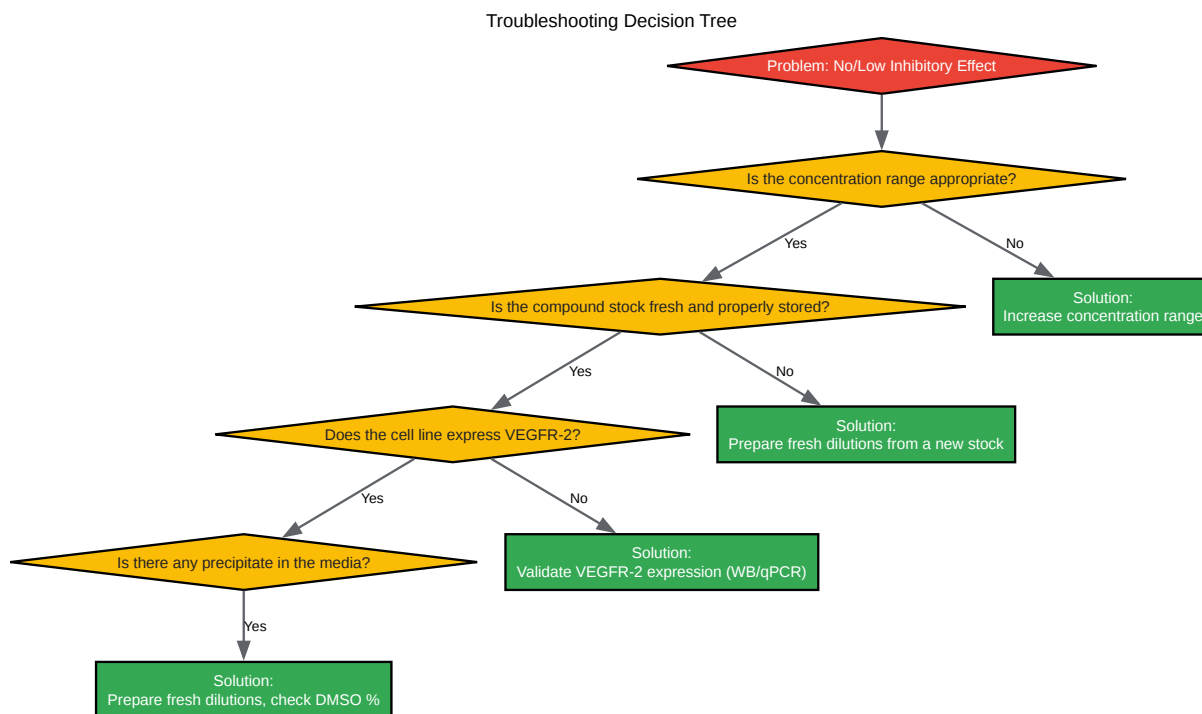 Troubleshooting Decision Tree
Problem: No/Low Inhibitory Effect
Is the concentration range appropriate?
Yes
No
Is the compound stock fresh and properly stored?
Solution:
Increase concentration range
Yes
No
Does the cell line express VEGFR-2?
Solution:
Prepare fresh dilutions from a new stock
Yes
No
Is there any precipitate in the media?
Solution:
Validate VEGFR-2 expression (WB/qPCR)
Yes
Solution:
Prepare fresh dilutions, check DMSO %